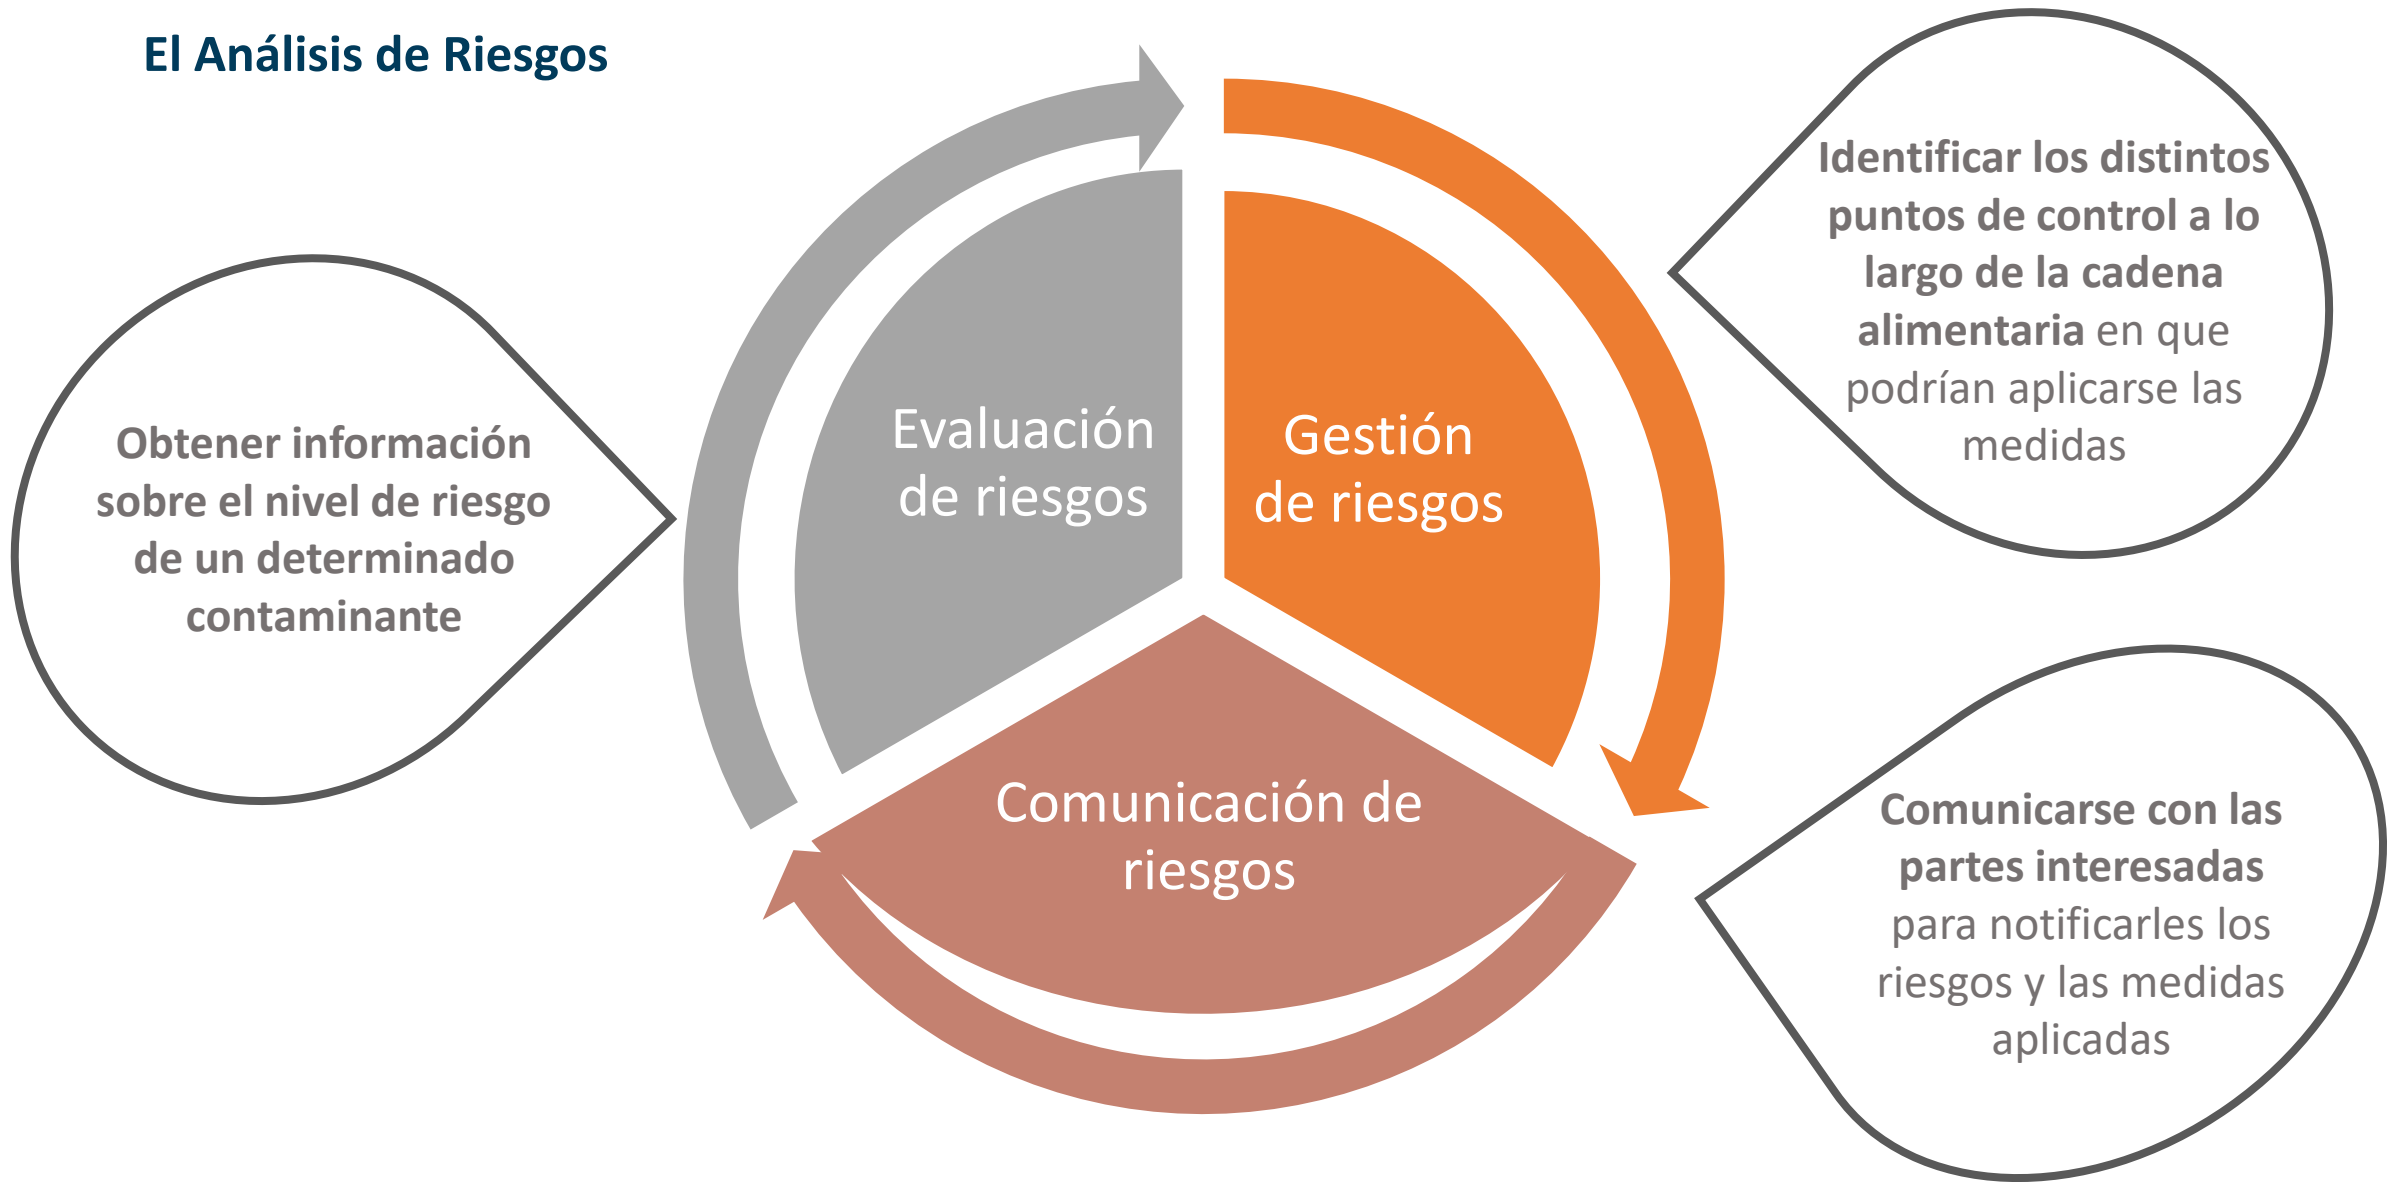 El Análisis de Riesgos
Obtener información
sobre el nivel de riesgo
de un determinado
contaminante
Evaluación
de riesgos
Gestión
de riesgos
Comunicación de
riesgos
Identificar los distintos
puntos de control a lo
largo de la cadena
alimentaria en que
podrían aplicarse las
medidas
Comunicarse con las
partes interesadas
para notificarles los
riesgos y las medidas
aplicadas